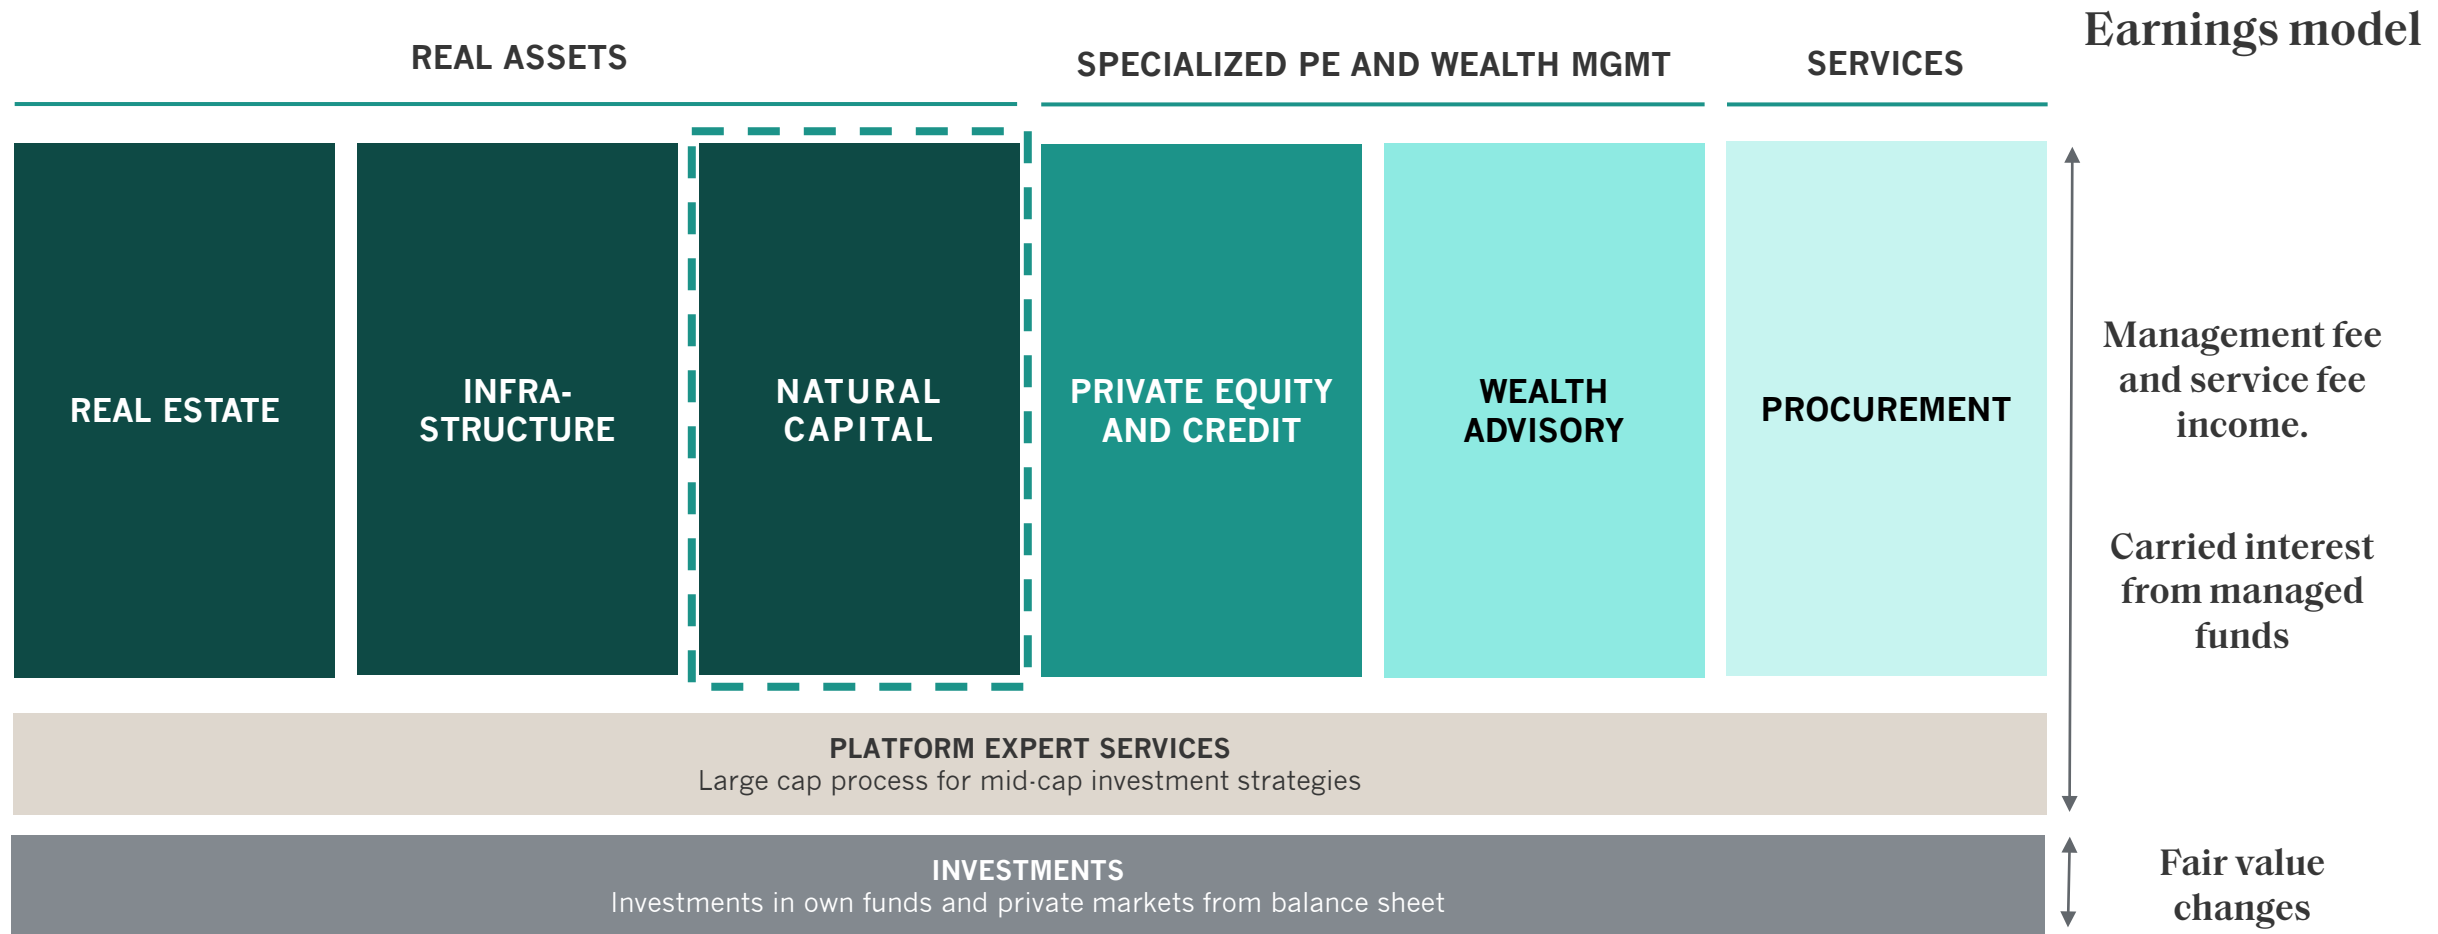 Earnings model
REAL ASSETS
SPECIALIZED PE AND WEALTH MGMT
SERVICES
REAL ESTATE
INFRA-
STRUCTURE
NATURAL
CAPITAL
PRIVATE EQUITY
AND CREDIT
WEALTH
ADVISORY
PROCUREMENT
Management fee
and service fee
income.
Carried interest
from managed
funds
PLATFORM EXPERT SERVICES
Large cap process for mid-cap investment strategies
INVESTMENTS
Investments in own funds and private markets from balance sheet
Fair value
changes